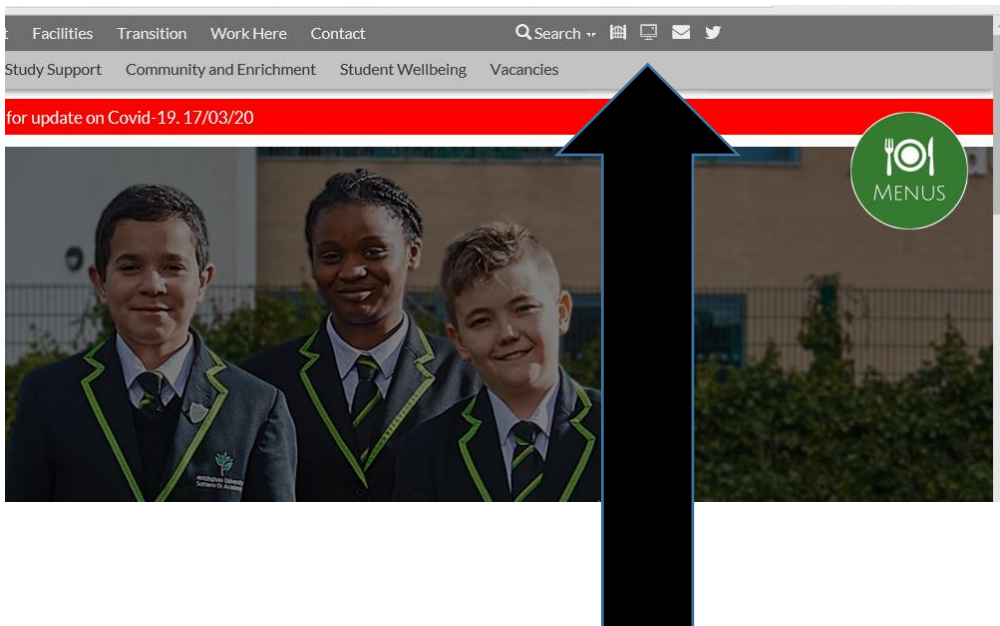 Facilities Transition Work Here Contact Search
Study Support Community and Enrichment Student Wellbeing Vacancies
for update on Covid-19. 17/03/20
MENUS